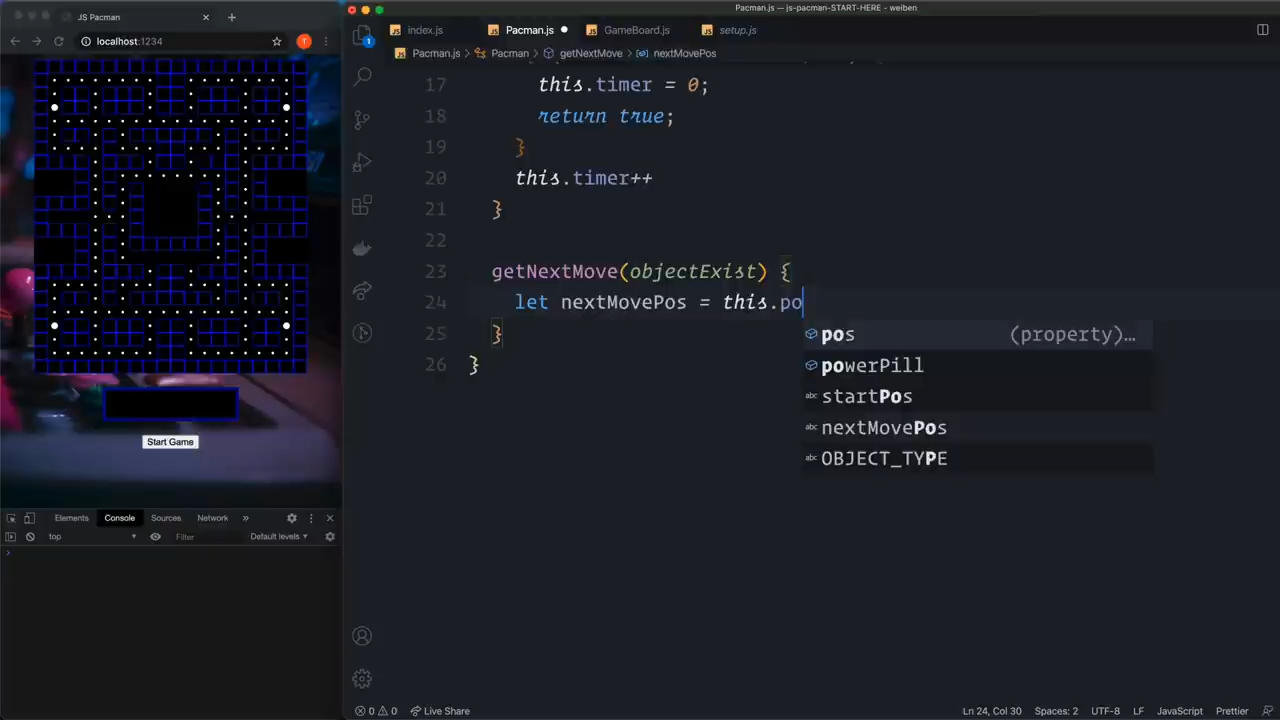 JS Pacman
localhost:1234
T
Start Game
Elements Console Sources Network »
top Filter Default levels
Pacman.js — js-pacman-START-HERE - weiben
index.js Pacman.js GameBoard.js setup.js
Pacman.js > Pacman > getNextMove > nextMovePos
1
17 this.timer = 0;
18 return true;
19 }
20 this.timer++
21 }
22
23 getNextMove(objectExist) {
24 let nextMovePos = this.po
25 }
26 }
pos (property)…
powerPill
abc startPos
abc nextMovePos
abc OBJECT_TYPE
0 0 Live Share Ln 24, Col 30 Spaces: 2 UTF-8 LF JavaScript Prettier